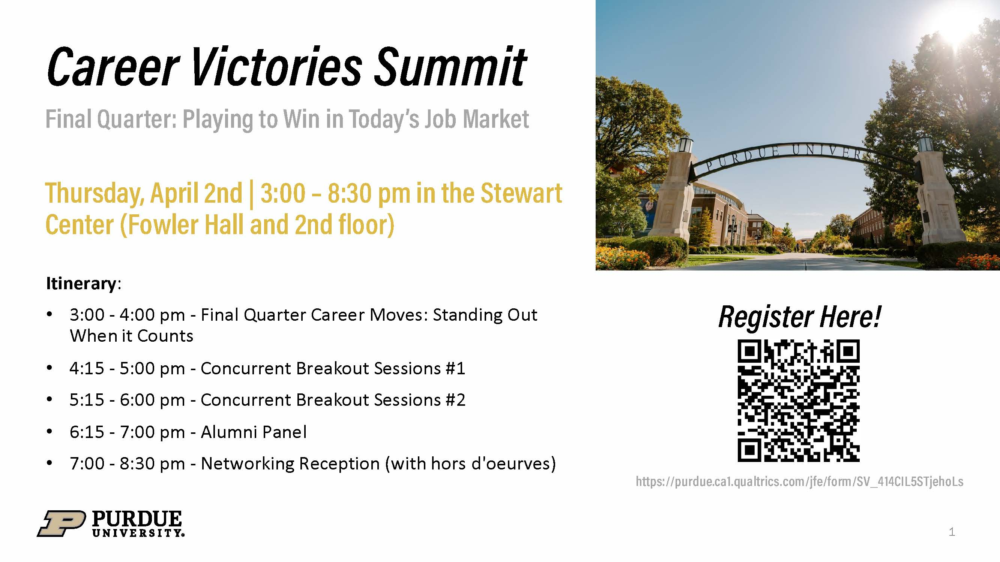 Career Victories Summit
Final Quarter: Playing to Win in Today’s Job Market
Thursday, April 2nd | 3:00 – 8:30 pm in the Stewart
Center (Fowler Hall and 2nd floor)
Itinerary:
• 3:00 - 4:00 pm - Final Quarter Career Moves: Standing Out
When it Counts
• 4:15 - 5:00 pm - Concurrent Breakout Sessions #1
• 5:15 - 6:00 pm - Concurrent Breakout Sessions #2
• 6:15 - 7:00 pm - Alumni Panel
• 7:00 - 8:30 pm - Networking Reception (with hors d'oeurves)
PURDUE UNIVERS
Register Here!
https://purdue.ca1.qualtrics.com/jfe/form/SV_414CIL5STjehoLs
P PURDUE
UNIVERSITY®
1